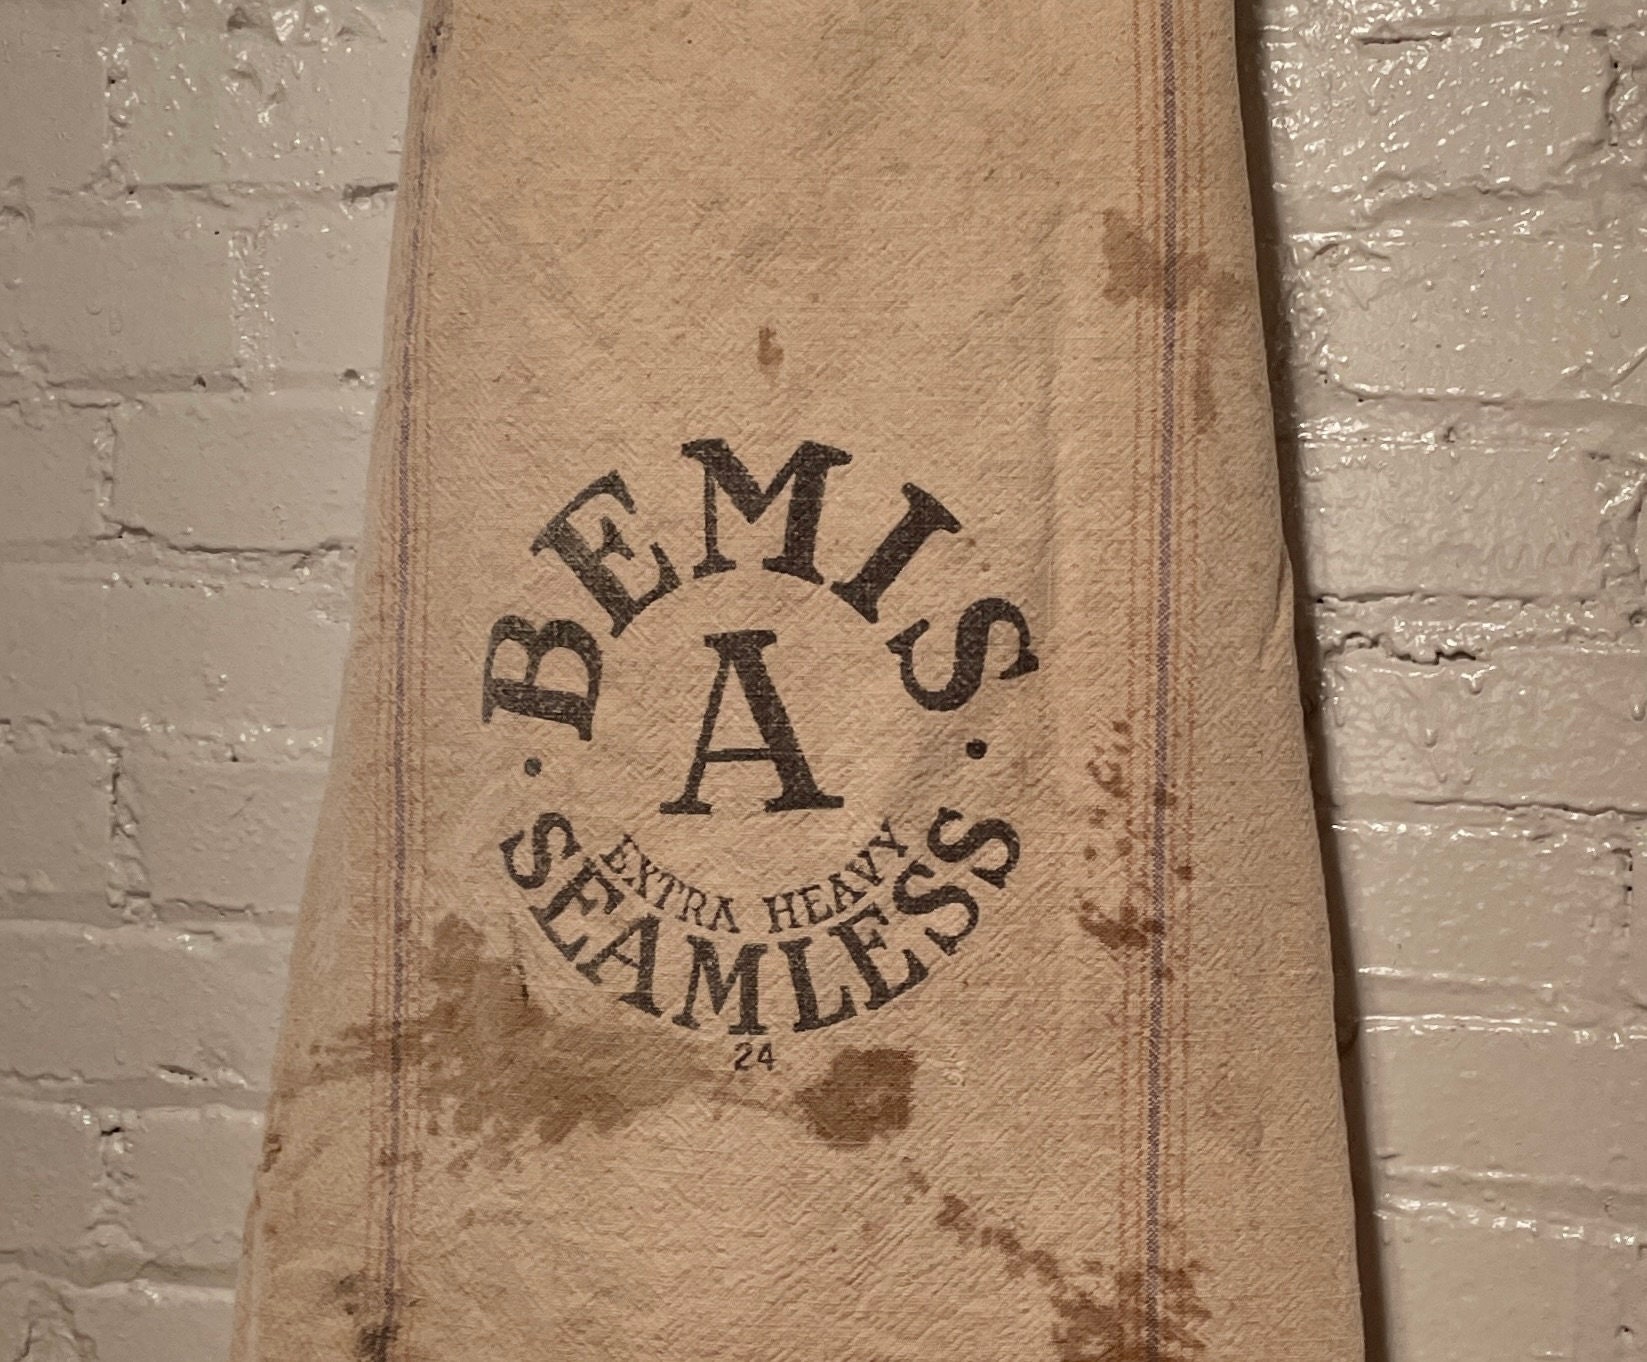 · BEMIS ·
A
EXTRA HEAVY
SEAMLESS
24